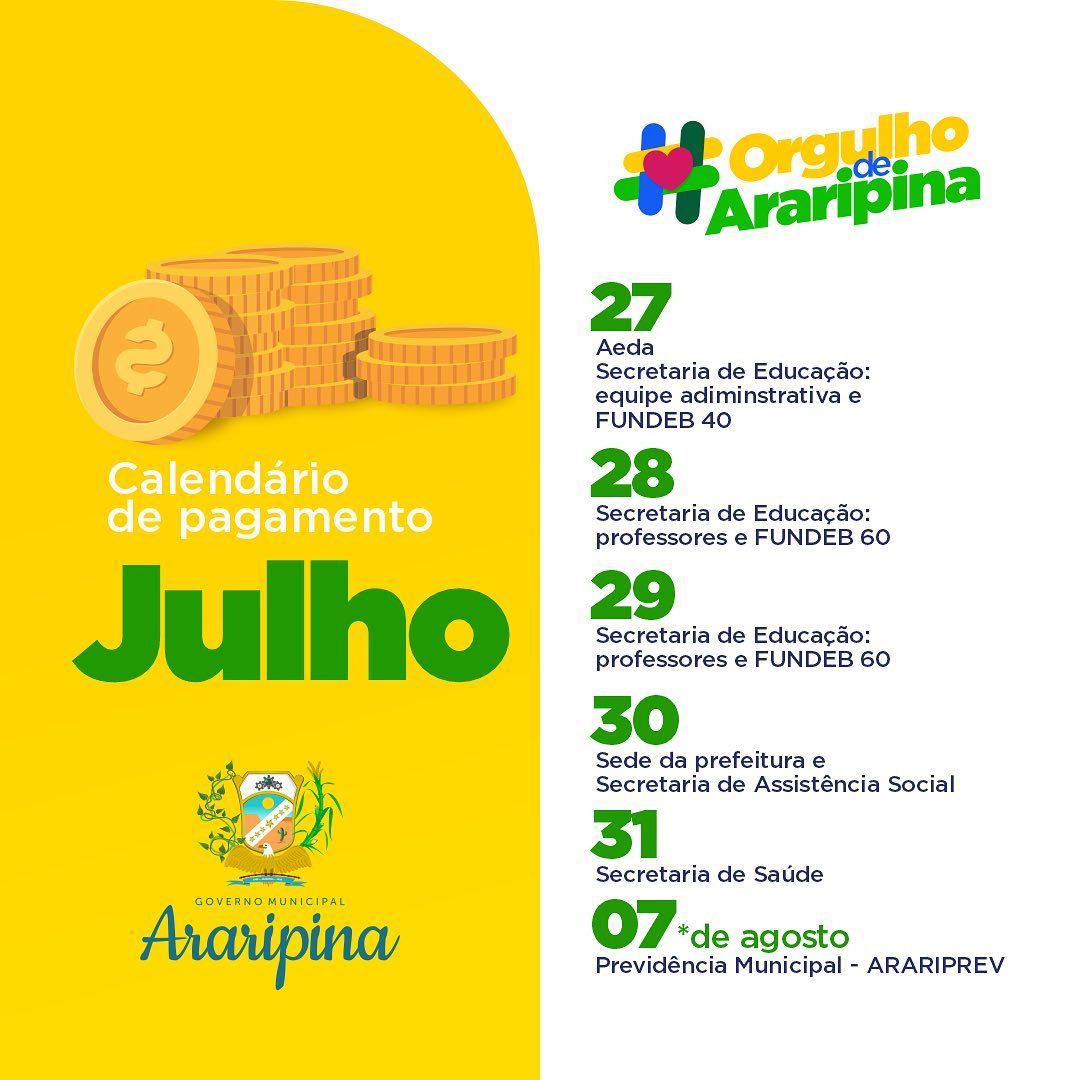 Calendário
de pagamento
Julho
GOVERNO MUNICIPAL
Araripina
Orgulho
de
Araripina
27
Aeda
Secretaria de Educação:
equipe adiminstrativa e
FUNDEB 40
28
Secretaria de Educação:
professores e FUNDEB 60
29
Secretaria de Educação:
professores e FUNDEB 60
30
Sede da prefeitura e
Secretaria de Assistência Social
31
Secretaria de Saúde
07 *de agosto
Previdência Municipal - ARARIPREV